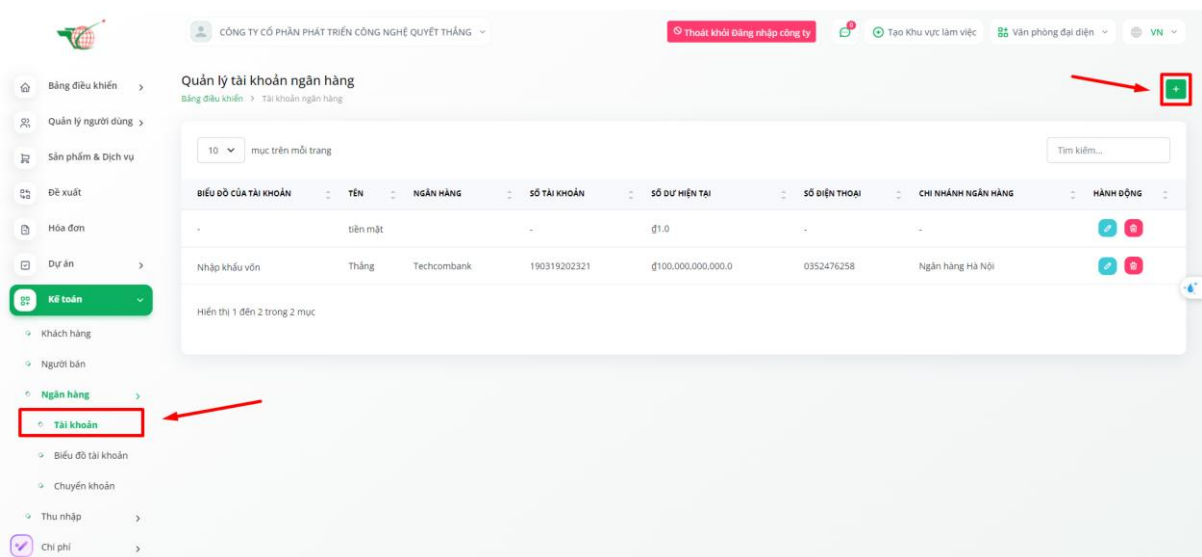 CÔNG TY CỔ PHẦN PHÁT TRIỂN CÔNG NGHỆ QUYẾT THẮNG
Thoát khỏi Đăng nhập công ty
0
Tạo Khu vực làm việc
Văn phòng đại diện
VN
Bảng điều khiển
Quản lý người dùng
Sản phẩm & Dịch vụ
Đề xuất
Hóa đơn
Dự án
Kế toán
Khách hàng
Người bán
Ngân hàng
Tài khoản
Biểu đồ tài khoản
Chuyển khoản
Thu nhập
Chi phí
Quản lý tài khoản ngân hàng
Bảng điều khiển > Tài khoản ngân hàng
+
10 mục trên mỗi trang
Tìm kiếm...
BIỂU ĐỒ CỦA TÀI KHOẢN TÊN NGÂN HÀNG SỐ TÀI KHOẢN SỐ DƯ HIỆN TẠI SỐ ĐIỆN THOẠI CHI NHÁNH NGÂN HÀNG HÀNH ĐỘNG
- tiền mặt - ₫1.0 - -
Nhập khẩu vốn Thắng Techcombank 190319202321 ₫100,000,000,000.0 0352476258 Ngân hàng Hà Nội
Hiển thị 1 đến 2 trong 2 mục